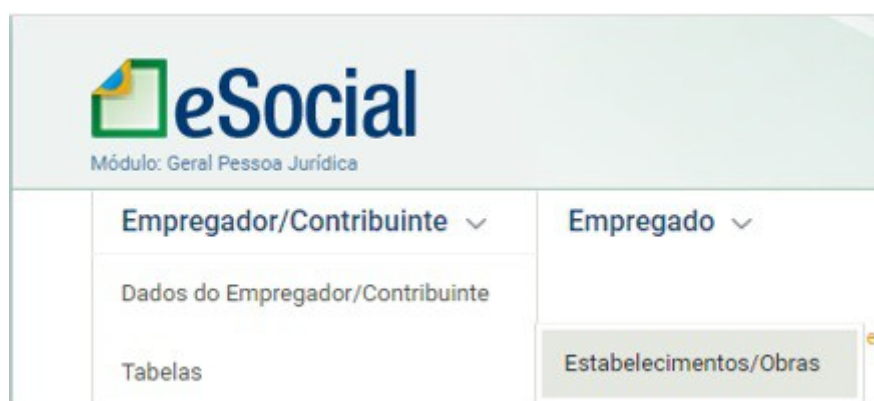 eSocial
Módulo: Geral Pessoa Jurídica
Empregador/Contribuinte
Empregado
Dados do Empregador/Contribuinte
Tabelas
Estabelecimentos/Obras